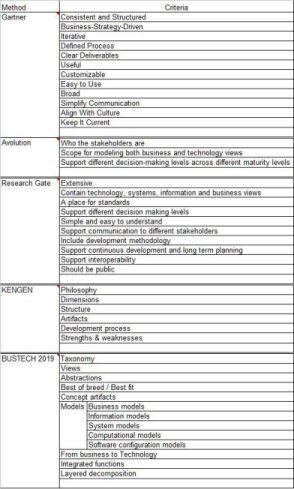 Method Criteria
Gartner Consistent and Structured
Business-Strategy-Driven
Iterative
Defined Process
Clear Deliverables
Useful
Customizable
Easy to Use
Broad
Simplify Communication
Align With Culture
Keep It Current
Avolution Who the stakeholders are
Scope for modeling both business and technology views
Support different decision-making levels across different maturity levels
Research Gate Extensive
Contain technology, systems, information and business views
A place for standards
Support different decision making levels
Simple and easy to understand
Support communication to different stakeholders
Include development methodology
Support continuous development and long term planning
Support interoperability
Should be public
KENGEN Philosophy
Dimensions
Structure
Artifacts
Development process
Strengths & weaknesses
BUSTECH 2019 Taxonomy
Views
Abstractions
Best of breed / Best fit
Concept artifacts
Models Business models
Information models
System models
Computational models
Software configuration models
From business to Technology
Integrated functions
Layered decomposition